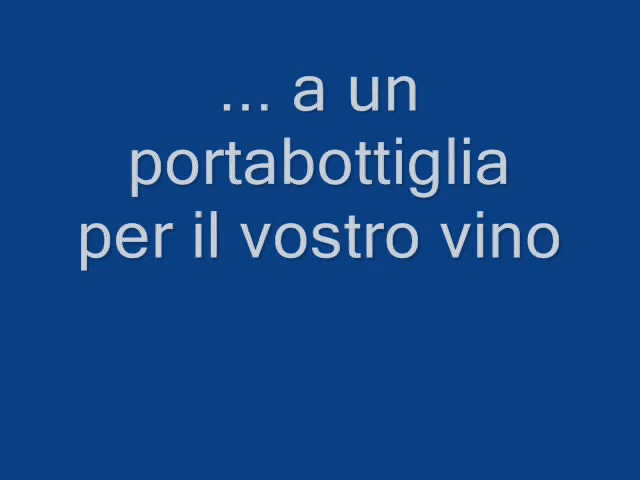 ... a un
portabottiglia
per il vostro vino